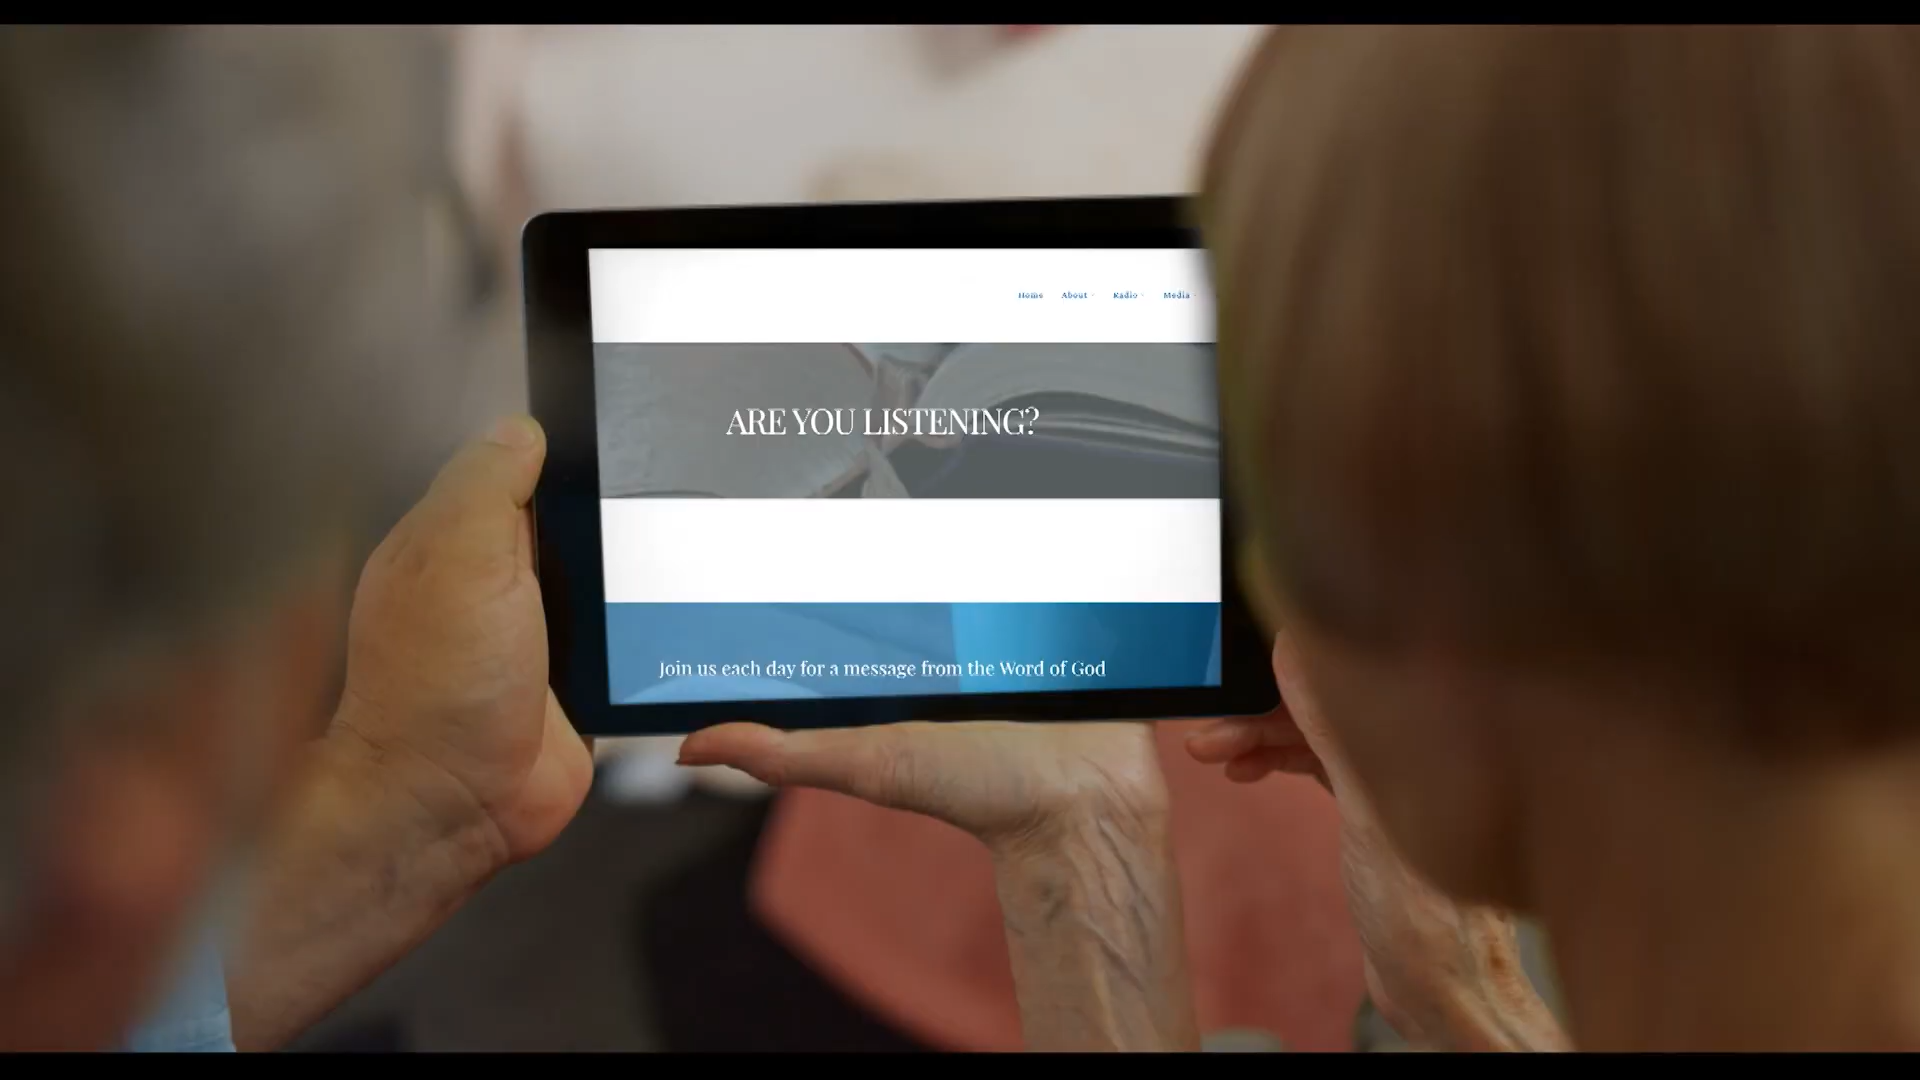 Home About Radio Media
ARE YOU LISTENING?
Join us each day for a message from the Word of God